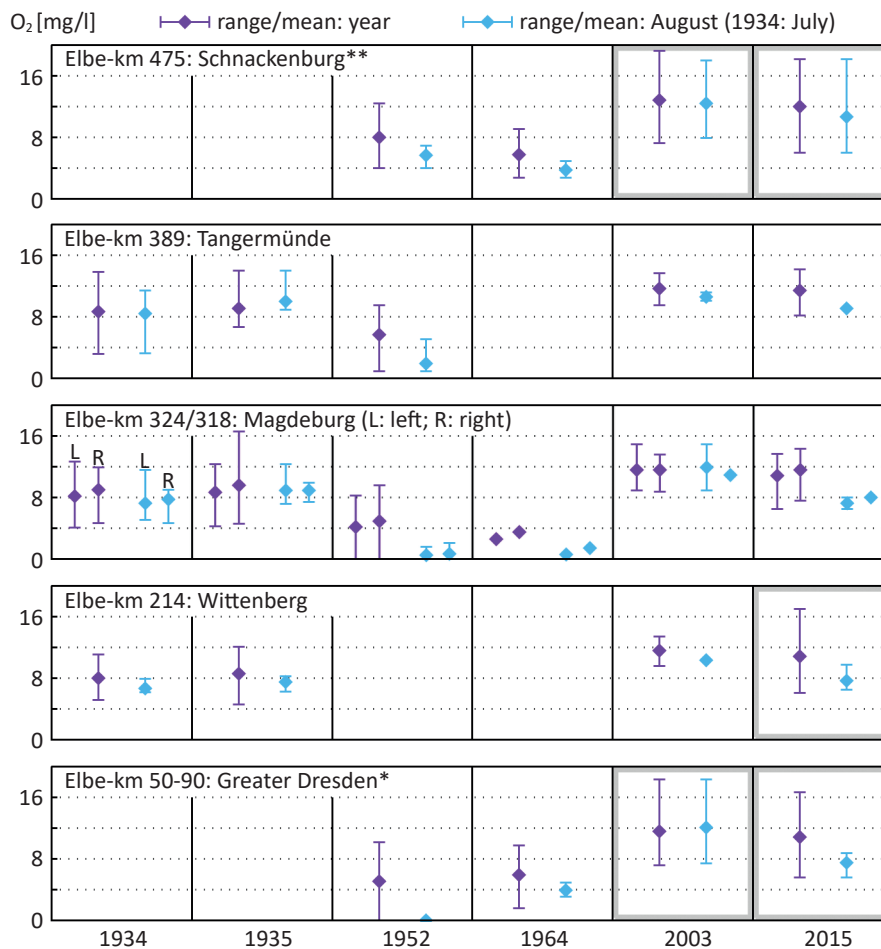 O₂ [mg/l] range/mean: year range/mean: August (1934: July)
Elbe-km 475: Schnackenburg**
16
8
0
Elbe-km 389: Tangermünde
16
8
0
Elbe-km 324/318: Magdeburg (L: left; R: right)
16
L R L R
8
0
Elbe-km 214: Wittenberg
16
8
0
Elbe-km 50-90: Greater Dresden*
16
8
0
1934 1935 1952 1964 2003 2015